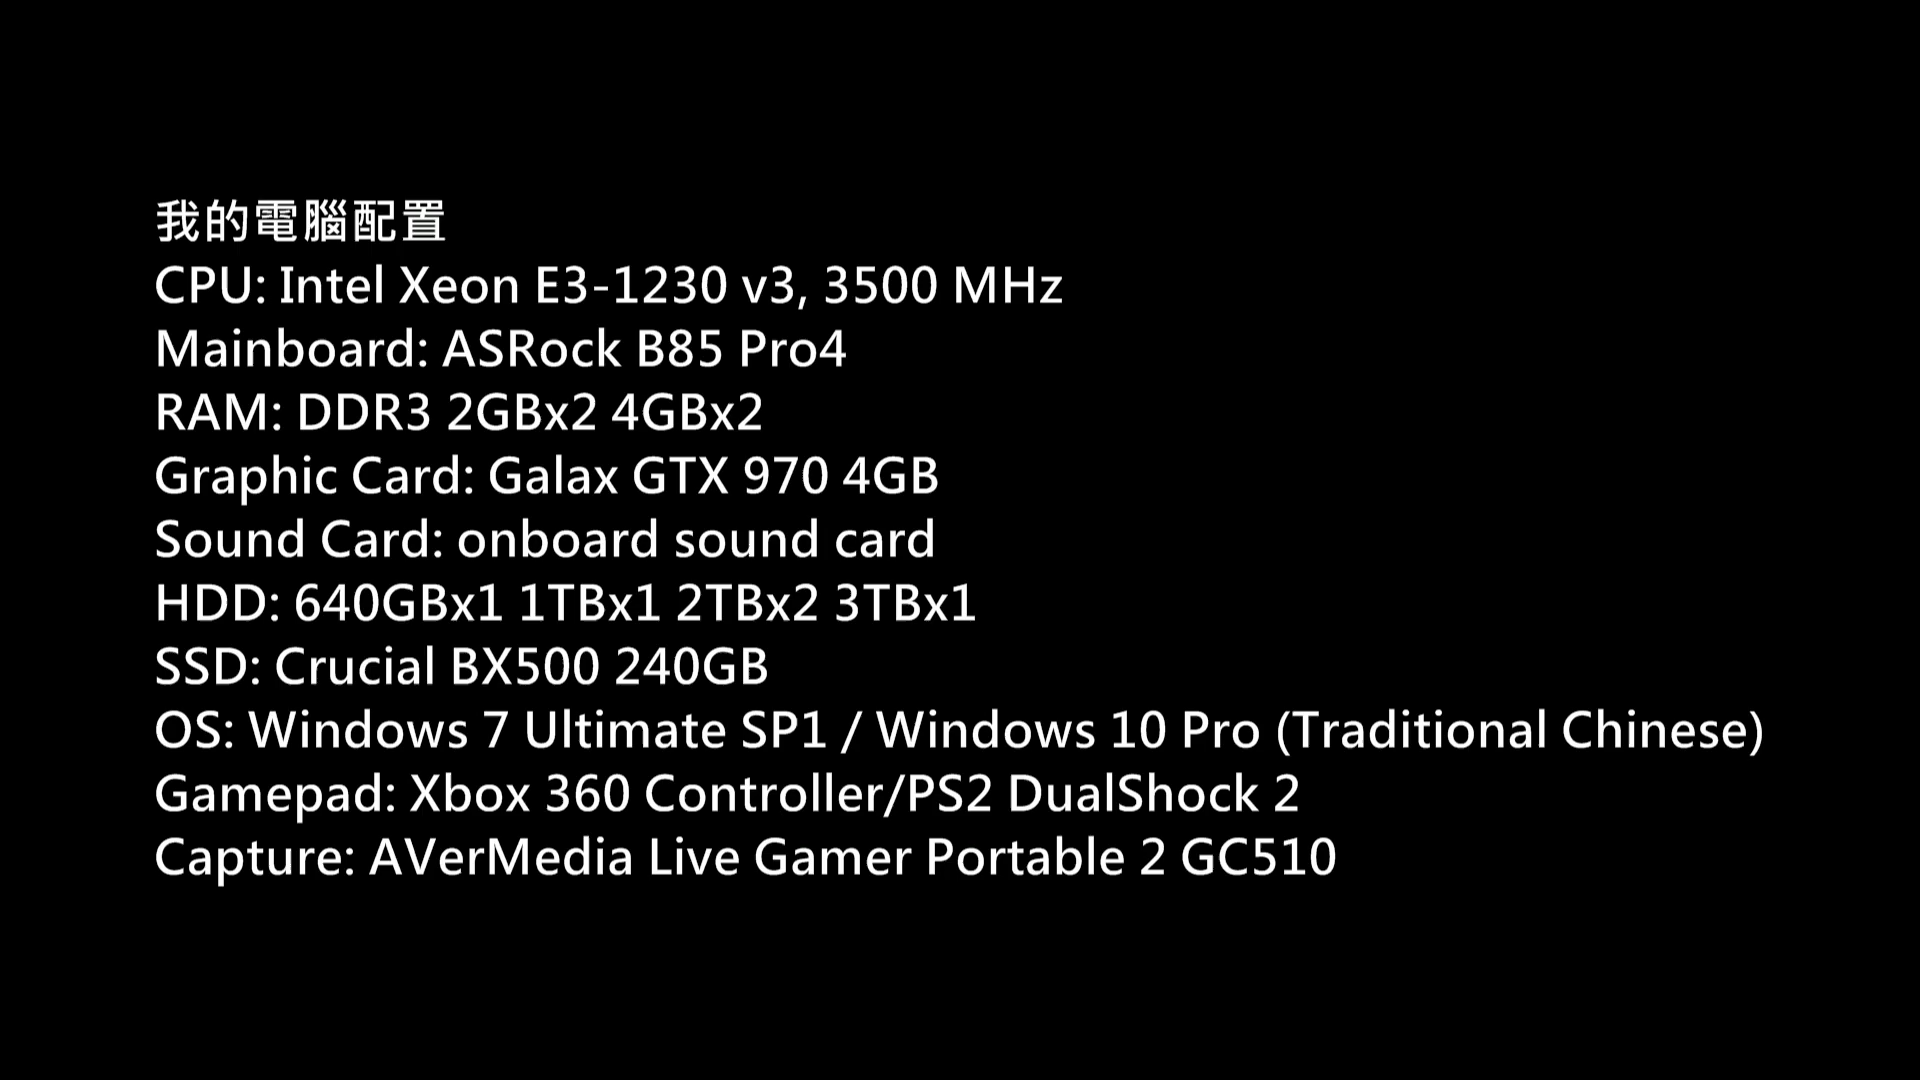 我的電腦配置
CPU: Intel Xeon E3-1230 v3, 3500 MHz
Mainboard: ASRock B85 Pro4
RAM: DDR3 2GBx2 4GBx2
Graphic Card: Galax GTX 970 4GB
Sound Card: onboard sound card
HDD: 640GBx1 1TBx1 2TBx2 3TBx1
SSD: Crucial BX500 240GB
OS: Windows 7 Ultimate SP1 / Windows 10 Pro (Traditional Chinese)
Gamepad: Xbox 360 Controller/PS2 DualShock 2
Capture: AVerMedia Live Gamer Portable 2 GC510